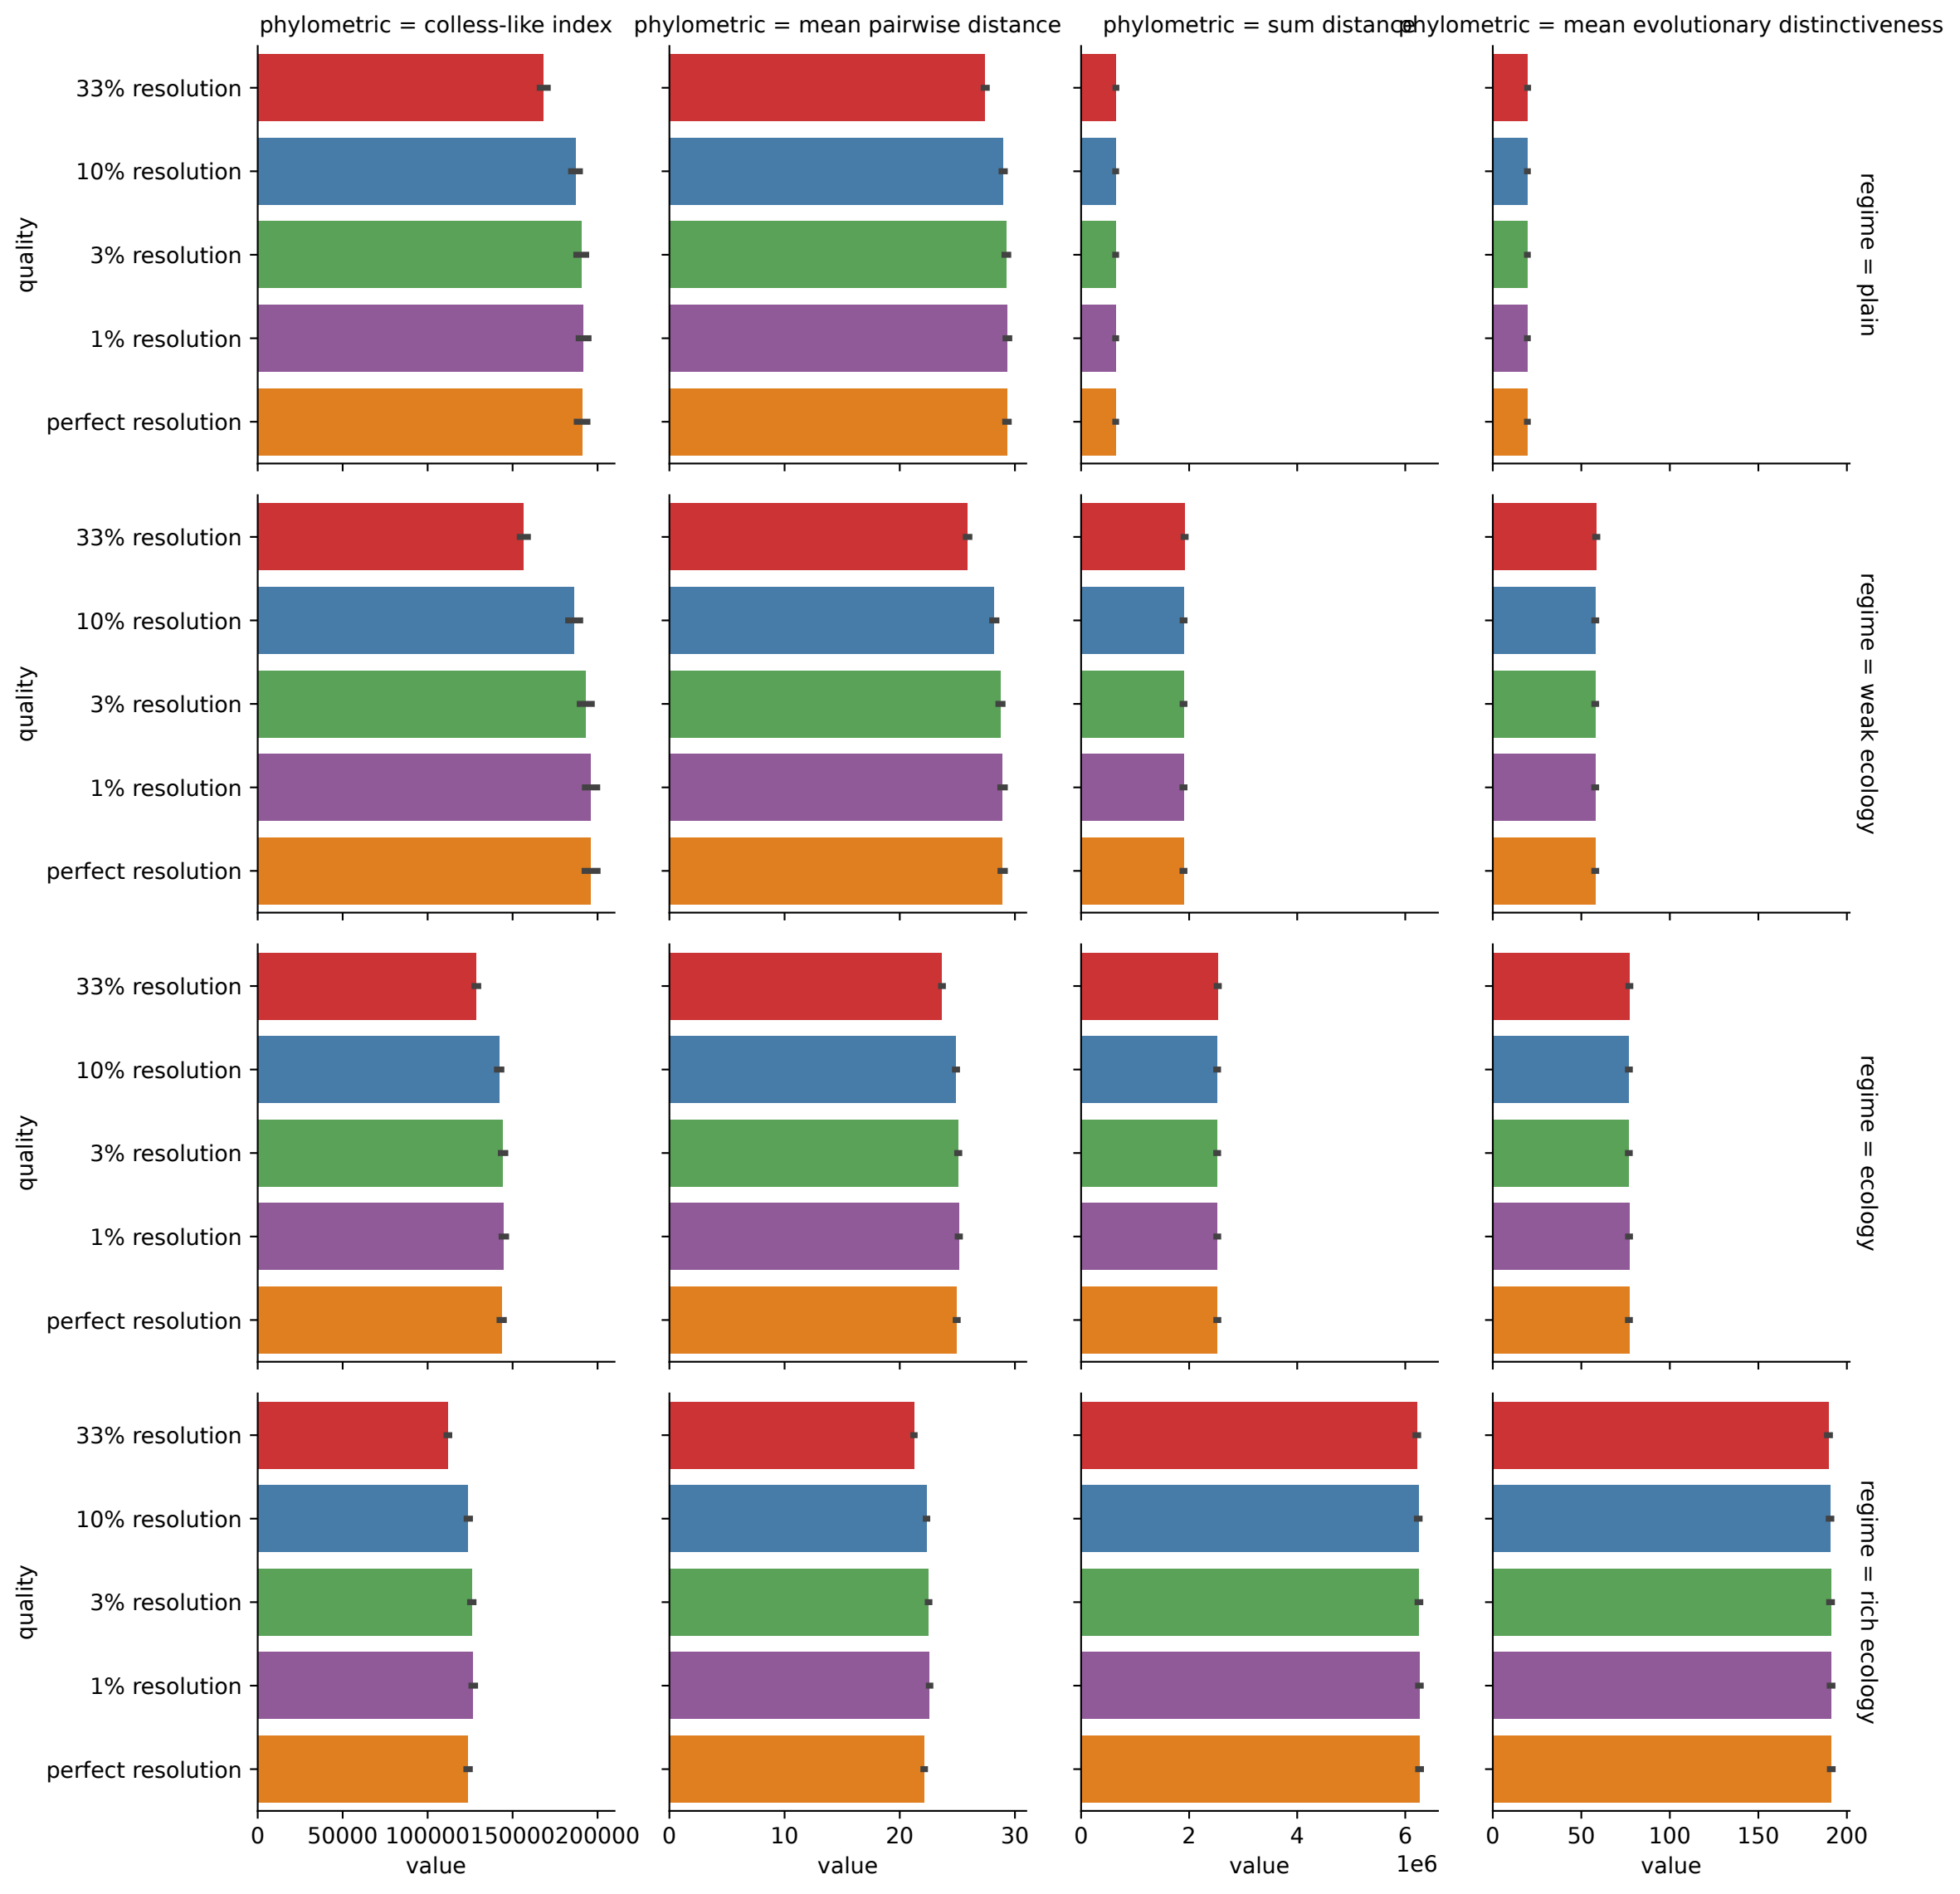 phylometric = colless-like index
phylometric = mean pairwise distance
phylometric = sum distance
phylometric = mean evolutionary distinctiveness
quality
33% resolution
10% resolution
3% resolution
1% resolution
perfect resolution
regime = plain
quality
33% resolution
10% resolution
3% resolution
1% resolution
perfect resolution
regime = weak ecology
quality
33% resolution
10% resolution
3% resolution
1% resolution
perfect resolution
regime = ecology
quality
33% resolution
10% resolution
3% resolution
1% resolution
perfect resolution
regime = rich ecology
0 50000 100000 150000 200000
0 10 20 30
0 2 4 6
0 50 100 150 200
1e6
value
value
value
value